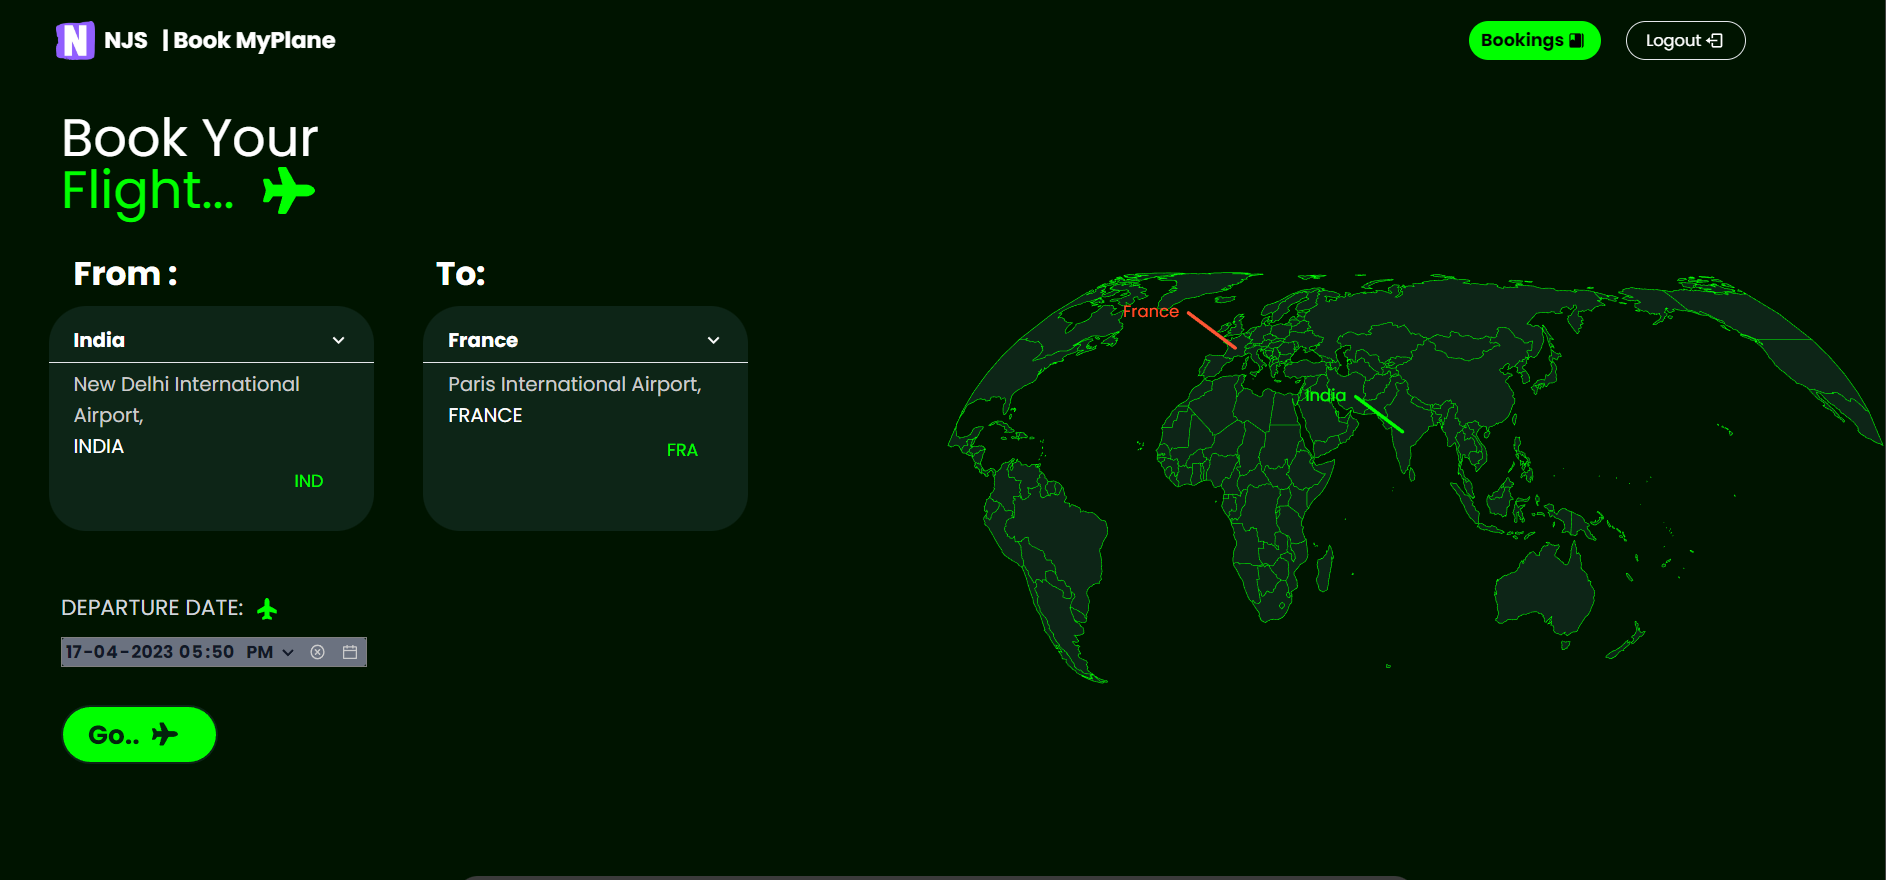 N NJS | Book MyPlane
Bookings
Logout
Book Your
Flight...
From :
To:
India
New Delhi International
Airport,
INDIA
IND
France
Paris International Airport,
FRANCE
FRA
France
India
DEPARTURE DATE:
17-04-2023 05:50 PM
Go..